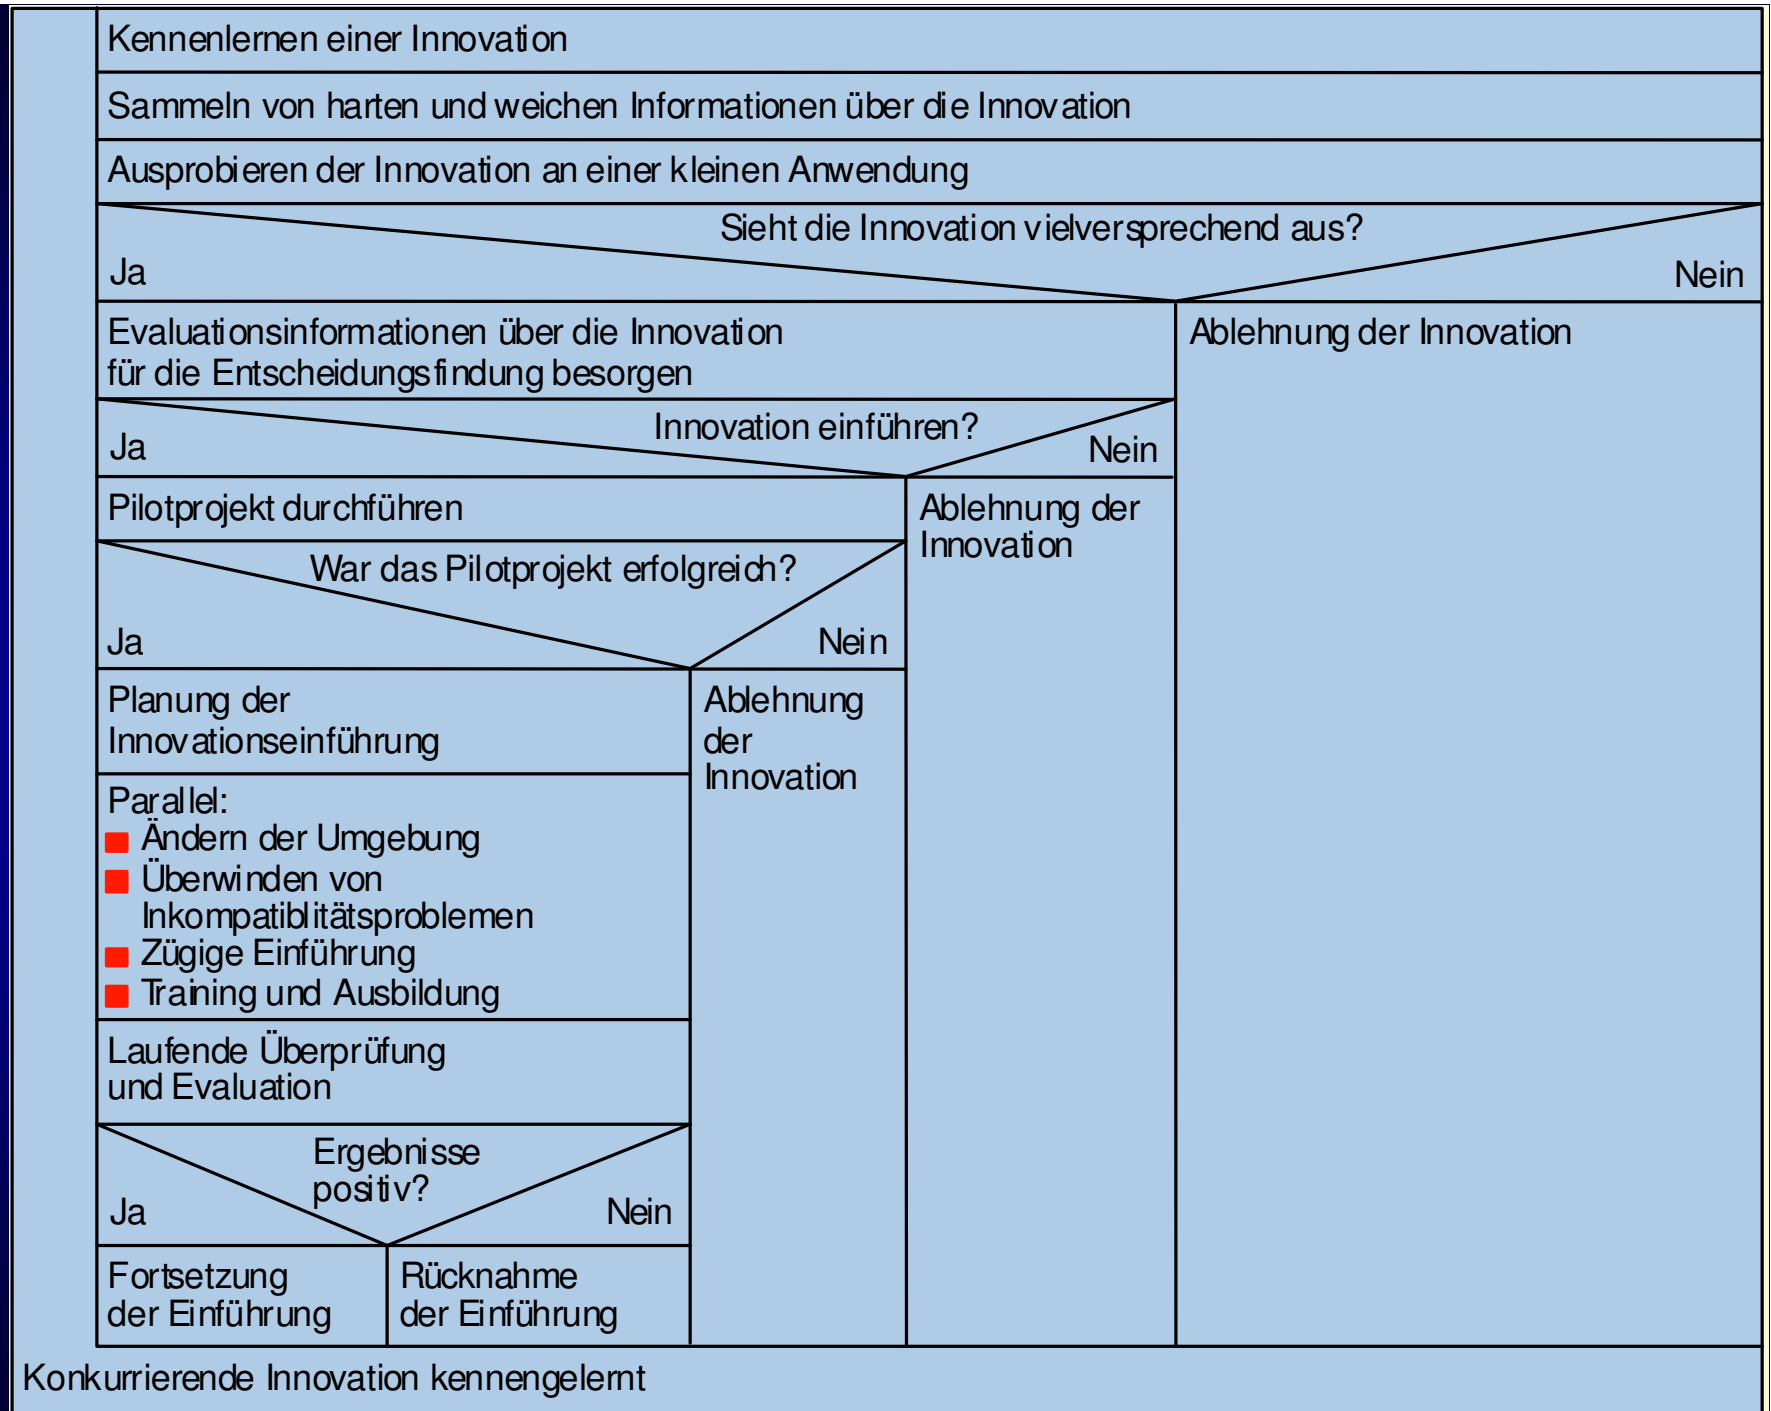 Kennenlernen einer Innovation
Sammeln von harten und weichen Informationen über die Innovation
Ausprobieren der Innovation an einer kleinen Anwendung
Sieht die Innovation vielversprechend aus?
Ja
Nein
Evaluationsinformationen über die Innovation
für die Entscheidungsfindung besorgen
Ablehnung der Innovation
Innovation einführen?
Ja
Nein
Pilotprojekt durchführen
Ablehnung der
Innovation
War das Pilotprojekt erfolgreich?
Ja
Nein
Planung der
Innovationseinführung
Ablehnung
der
Innovation
Parallel:
Ändern der Umgebung
Überwinden von
Inkompatiblitätsproblemen
Zügige Einführung
Training und Ausbildung
Laufende Überprüfung
und Evaluation
Ergebnisse
positiv?
Ja
Nein
Fortsetzung
der Einführung
Rücknahme
der Einführung
Konkurrierende Innovation kennengelernt